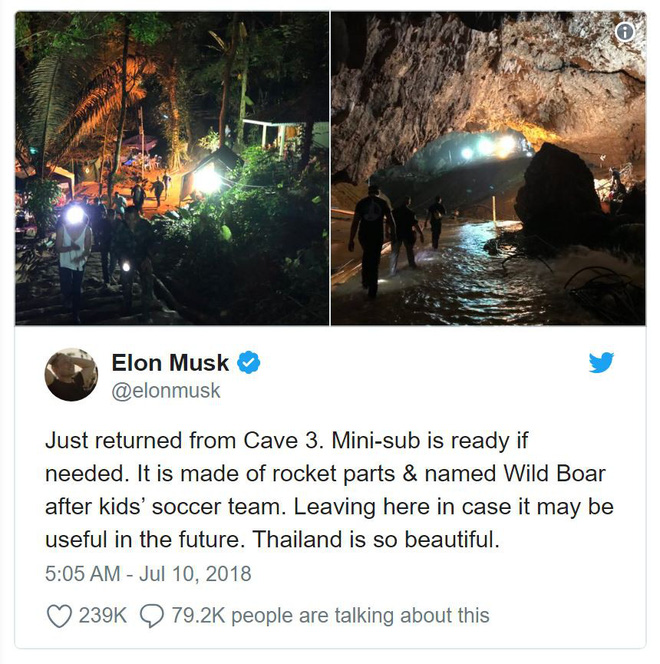 Elon Musk
@elonmusk
Just returned from Cave 3. Mini-sub is ready if
needed. It is made of rocket parts & named Wild Boar
after kids’ soccer team. Leaving here in case it may be
useful in the future. Thailand is so beautiful.
5:05 AM - Jul 10, 2018
239K 79.2K people are talking about this